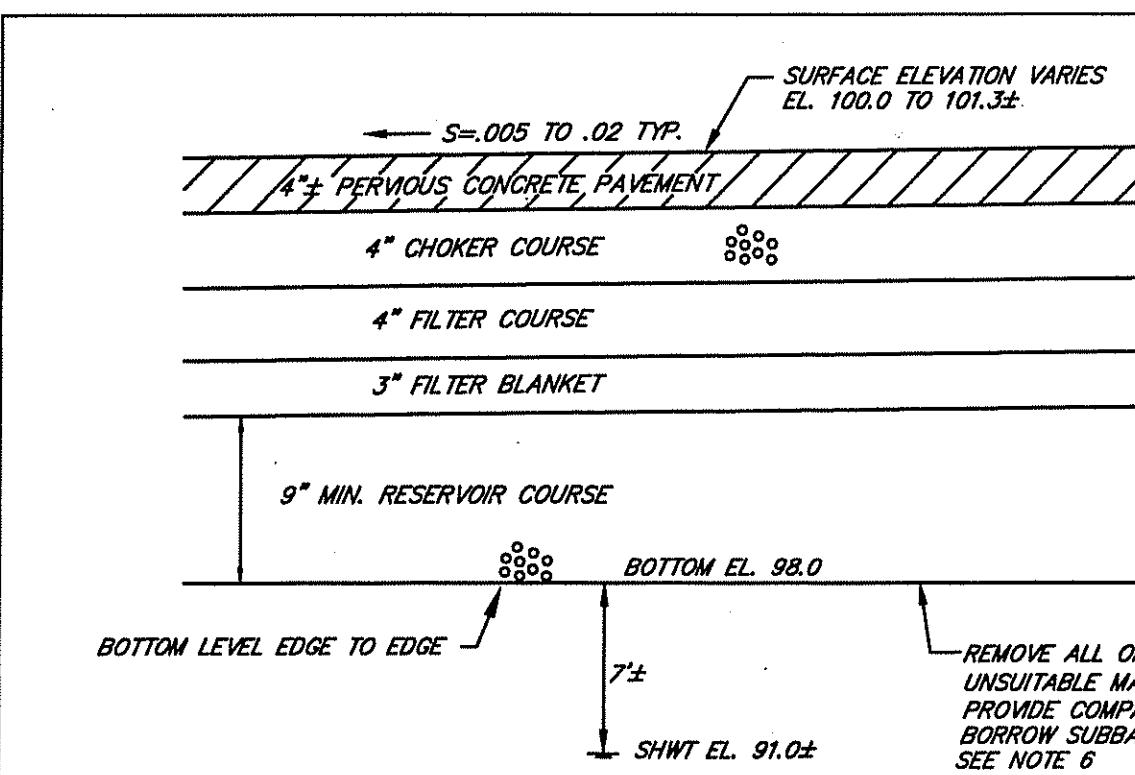 SURFACE ELEVATION VARIES
EL. 100.0 TO 101.3±
S=.005 TO .02 TYP.
4"± PERVIOUS CONCRETE PAVEMENT
4" CHOKER COURSE
4" FILTER COURSE
3" FILTER BLANKET
9" MIN. RESERVOIR COURSE
BOTTOM EL. 98.0
BOTTOM LEVEL EDGE TO EDGE
7'±
SHWT EL. 91.0±
REMOVE ALL
UNSUITABLE
PROVIDE
BORROW
SEE NOTE 6